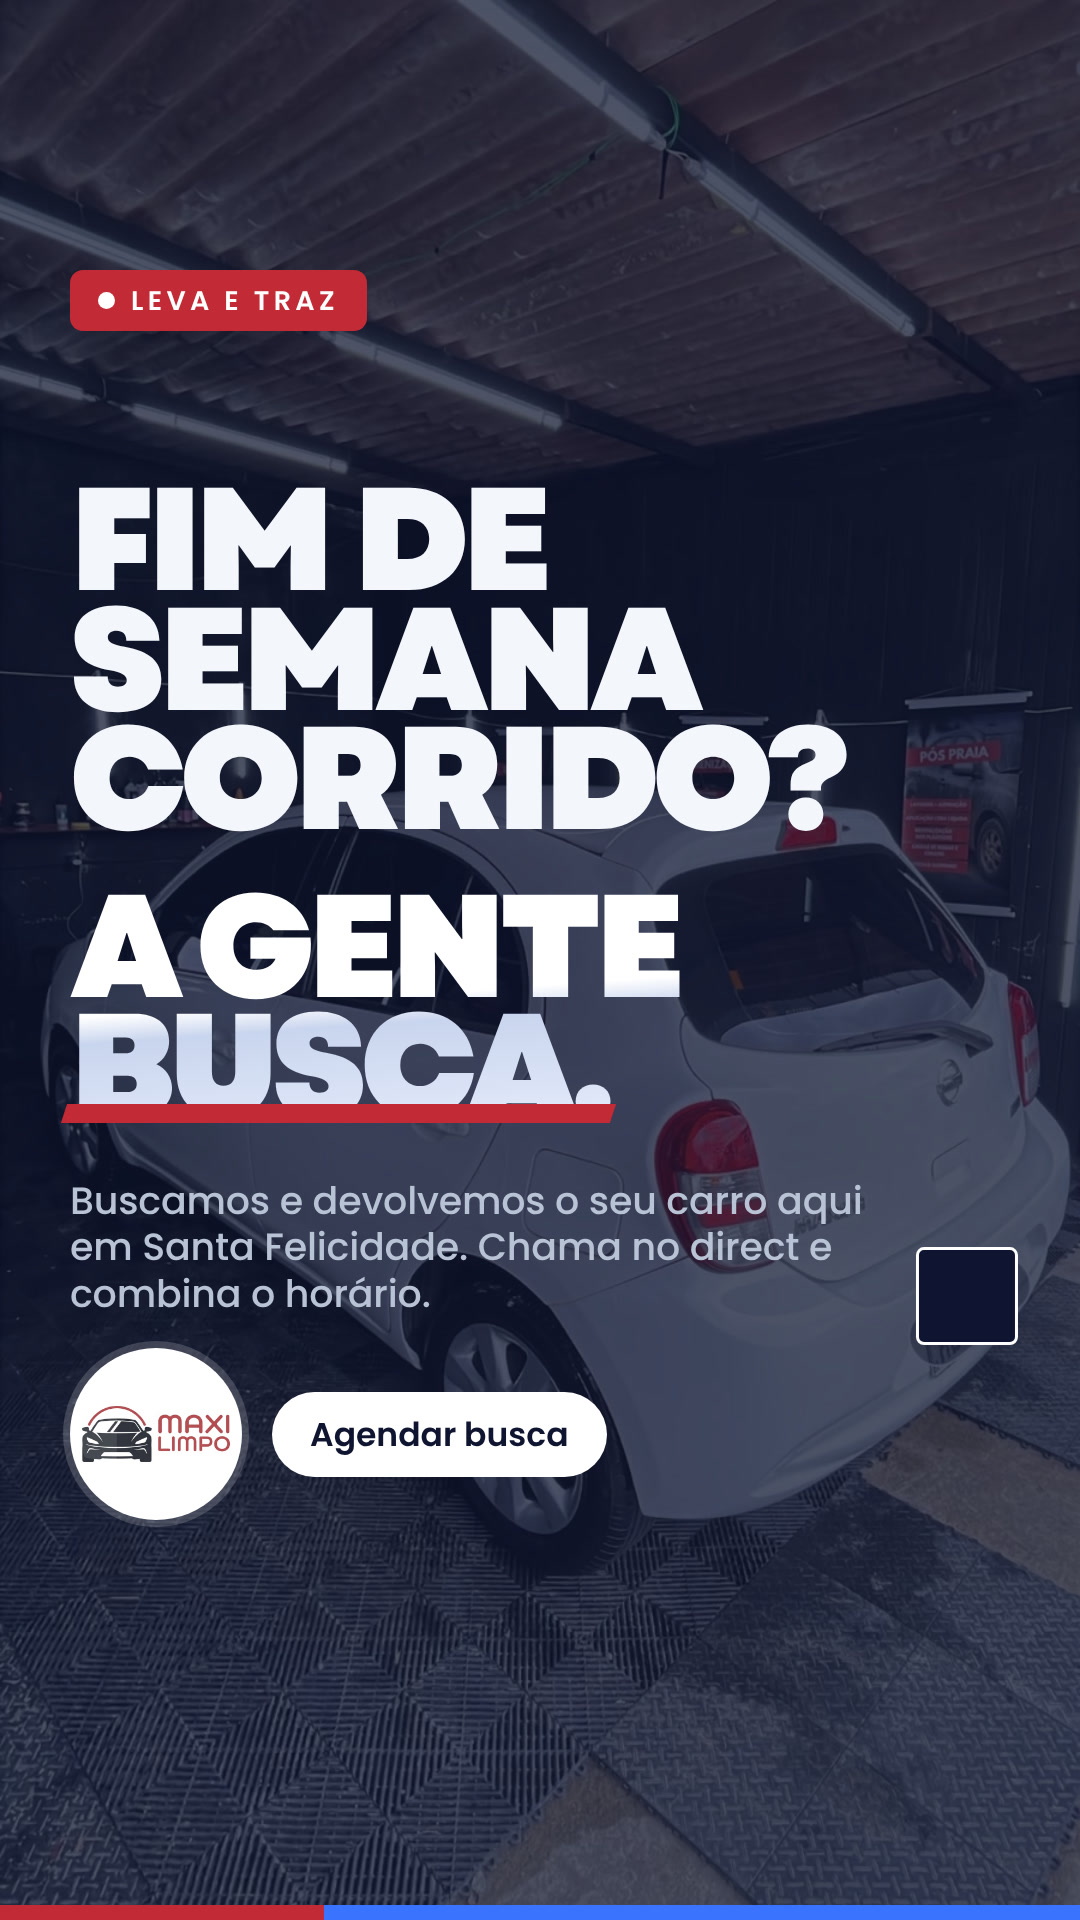 LEVA E TRAZ
FIM DE
SEMANA
CORRIDO?
A GENTE
BUSCA.
Buscamos e devolvemos o seu carro aqui
em Santa Felicidade. Chama no direct e
combina o horário.
MAXI
LIMPO
Agendar busca
PÓS PRAIA